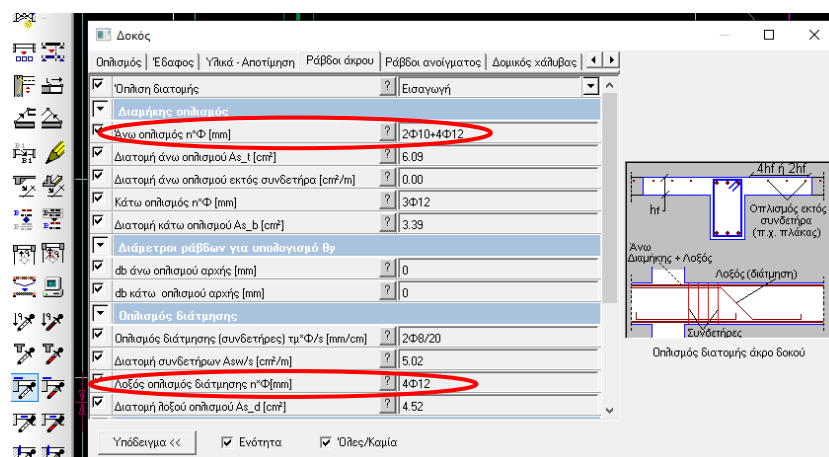 Δοκός
Οπλισμός Έδαφος Υλικά - Αποτίμηση Ράβδοι άκρου Ράβδοι ανοίγματος Δομικός χάλυβας
Όπλιση διατομής ? Εισαγωγή
Διαμήκης οπλισμός
Άνω οπλισμός n*Φ [mm] ? 2Φ10+4Φ12
Διατομή άνω οπλισμού As_t [cm²] ? 6.09
Διατομή άνω οπλισμού εκτός συνδετήρα [cm²/m] ? 0.00
Κάτω οπλισμός n*Φ [mm] ? 3Φ12
Διατομή κάτω οπλισμού As_b [cm²] ? 3.39
Διάμετροι ράβδων για υπολογισμό θy
db άνω οπλισμού αρχής [mm] ? 0
db κάτω οπλισμού αρχής [mm] ? 0
Οπλισμός διάτμησης
Οπλισμός διάτμησης (συνδετήρες) τμ*Φ/s [mm/cm] ? 2Φ8/20
Διατομή συνδετήρων Asw/s [cm²/m] ? 5.02
Λοξός οπλισμός διάτμησης n*Φ[mm] ? 4Φ12
Διατομή λοξού οπλισμού As_d [cm²] ? 4.52
Υπόδειγμα << Ενότητα Όλες/Καμία
4hf ή 2hf
hf
Οπλισμός εκτός
συνδετήρα
(π.χ. πλάκας)
Άνω
Διαμήκης + Λοξός
Λοξός (διάτμηση)
Συνδετήρες
Οπλισμός διατομής άκρο δοκού